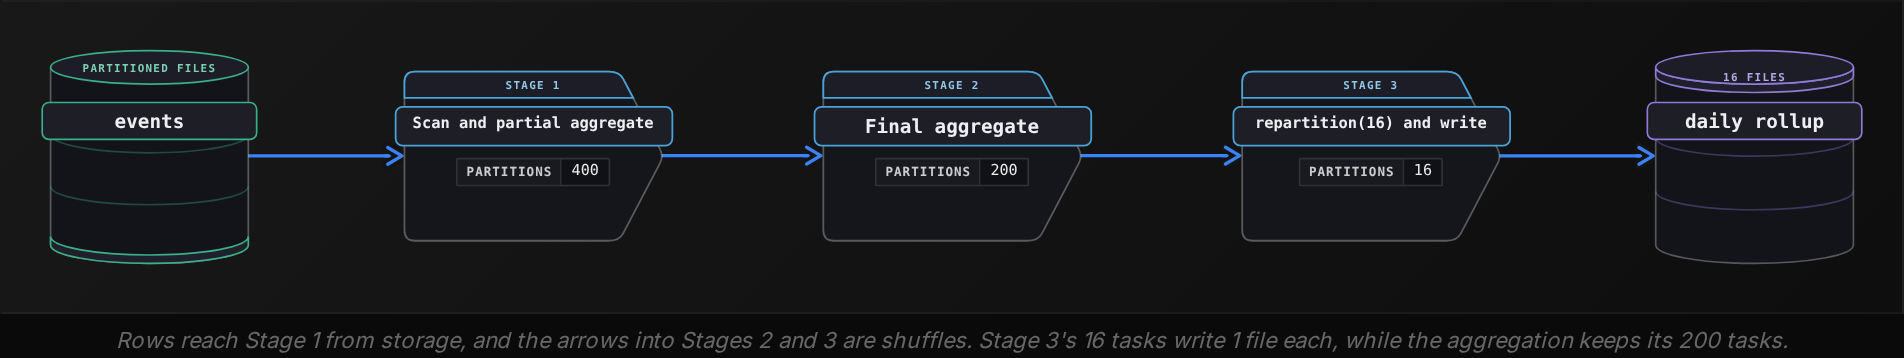 PARTITIONED FILES
events
STAGE 1
Scan and partial aggregate
PARTITIONS 400
STAGE 2
Final aggregate
PARTITIONS 200
STAGE 3
repartition(16) and write
PARTITIONS 16
16 FILES
daily rollup
Rows reach Stage 1 from storage, and the arrows into Stages 2 and 3 are shuffles. Stage 3's 16 tasks write 1 file each, while the aggregation keeps its 200 tasks.